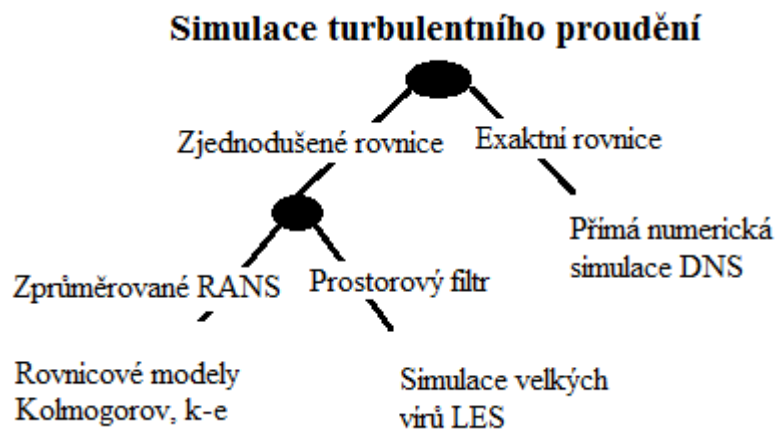 Simulace turbulentního proudění
Zjednodušené rovnice
Exaktní rovnice
Zprůměrované RANS
Prostorový filtr
Přímá numerická
simulace DNS
Rovnicové modely
Kolmogorov, k-e
Simulace velkých
vírů LES